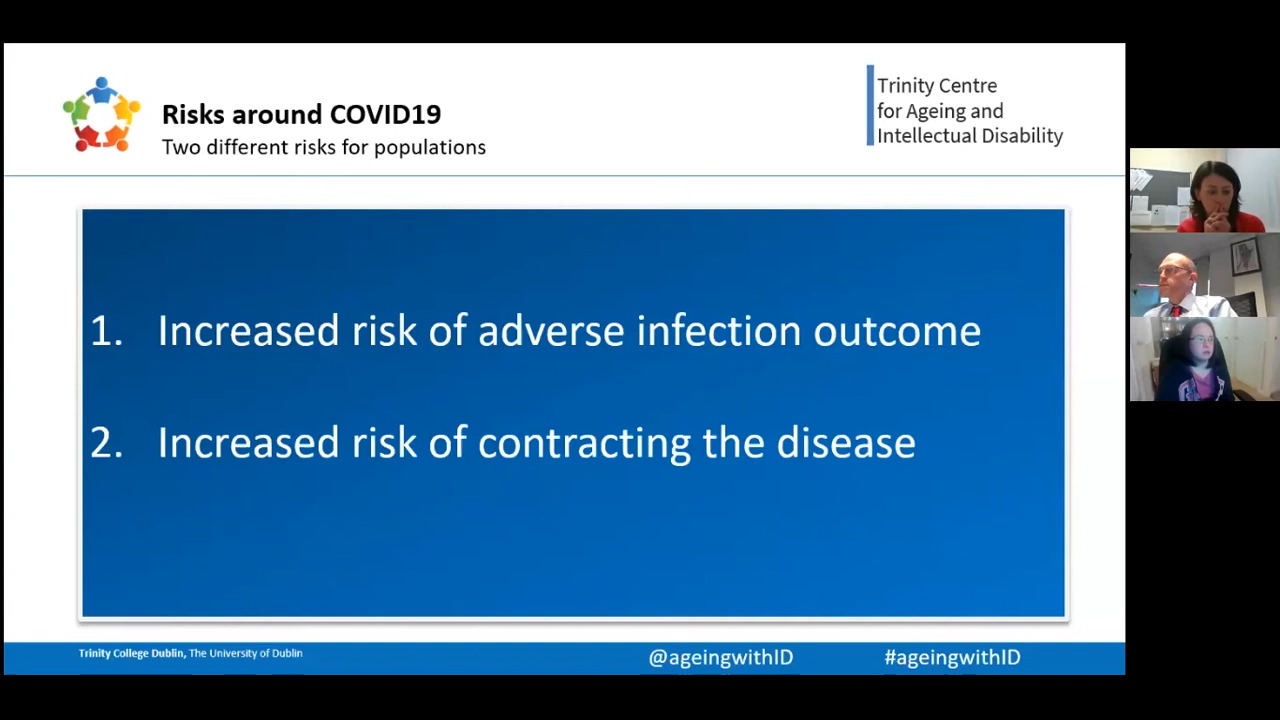 Risks around COVID19
Two different risks for populations
Trinity Centre
for Ageing and
Intellectual Disability
1. Increased risk of adverse infection outcome
2. Increased risk of contracting the disease
Trinity College Dublin, The University of Dublin
@ageingwithID
#ageingwithID